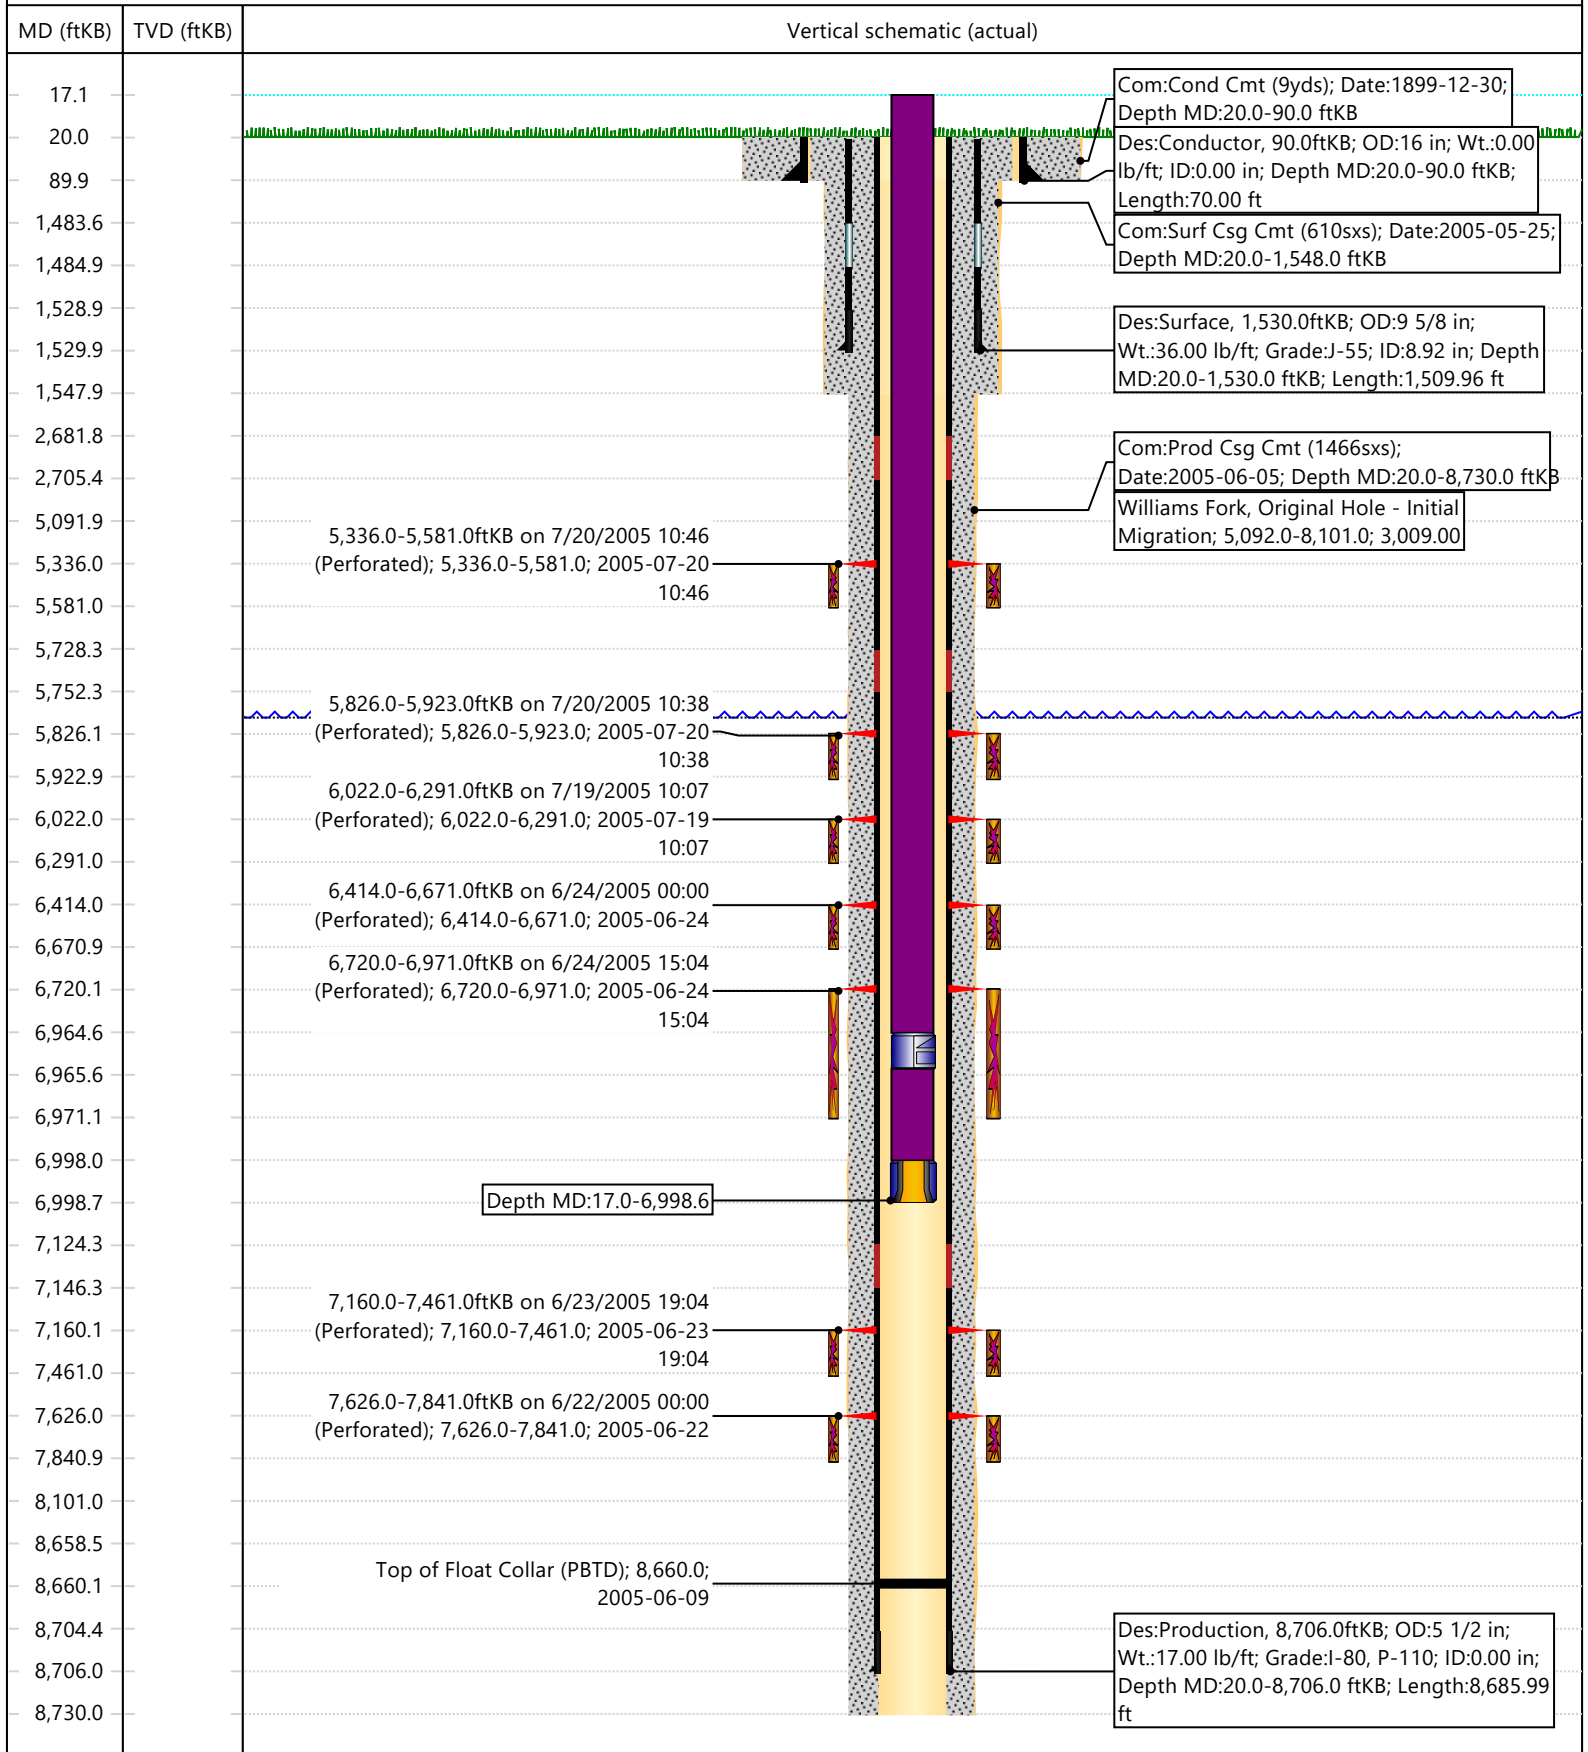 MD (ftKB)
TVD (ftKB)
Vertical schematic (actual)
17.1
20.0
89.9
1,483.6
1,484.9
1,528.9
1,529.9
1,547.9
2,681.8
2,705.4
5,091.9
5,336.0
5,581.0
5,728.3
5,752.3
5,826.1
5,922.9
6,022.0
6,291.0
6,414.0
6,670.9
6,720.1
6,964.6
6,965.6
6,971.1
6,998.0
6,998.7
7,124.3
7,146.3
7,160.1
7,461.0
7,626.0
7,840.9
8,101.0
8,658.5
8,660.1
8,704.4
8,706.0
8,730.0
5,336.0-5,581.0ftKB on 7/20/2005 10:46
(Perforated); 5,336.0-5,581.0; 2005-07-20
10:46
5,826.0-5,923.0ftKB on 7/20/2005 10:38
(Perforated); 5,826.0-5,923.0; 2005-07-20
10:38
6,022.0-6,291.0ftKB on 7/19/2005 10:07
(Perforated); 6,022.0-6,291.0; 2005-07-19
10:07
6,414.0-6,671.0ftKB on 6/24/2005 00:00
(Perforated); 6,414.0-6,671.0; 2005-06-24
6,720.0-6,971.0ftKB on 6/24/2005 15:04
(Perforated); 6,720.0-6,971.0; 2005-06-24
15:04
Depth MD:17.0-6,998.6
7,160.0-7,461.0ftKB on 6/23/2005 19:04
(Perforated); 7,160.0-7,461.0; 2005-06-23
19:04
7,626.0-7,841.0ftKB on 6/22/2005 00:00
(Perforated); 7,626.0-7,841.0; 2005-06-22
Top of Float Collar (PBTD); 8,660.0;
2005-06-09
Com:Cond Cmt (9yds); Date:1899-12-30;
Depth MD:20.0-90.0 ftKB
Des:Conductor, 90.0ftKB; OD:16 in; Wt.:0.00
lb/ft; ID:0.00 in; Depth MD:20.0-90.0 ftKB;
Length:70.00 ft
Com:Surf Csg Cmt (610sxs); Date:2005-05-25;
Depth MD:20.0-1,548.0 ftKB
Des:Surface, 1,530.0ftKB; OD:9 5/8 in;
Wt.:36.00 lb/ft; Grade:J-55; ID:8.92 in; Depth
MD:20.0-1,530.0 ftKB; Length:1,509.96 ft
Com:Prod Csg Cmt (1466sxs);
Date:2005-06-05; Depth MD:20.0-8,730.0 ftKB
Williams Fork, Original Hole - Initial
Migration; 5,092.0-8,101.0; 3,009.00
Des:Production, 8,706.0ftKB; OD:5 1/2 in;
Wt.:17.00 lb/ft; Grade:I-80, P-110; ID:0.00 in;
Depth MD:20.0-8,706.0 ftKB; Length:8,685.99
ft